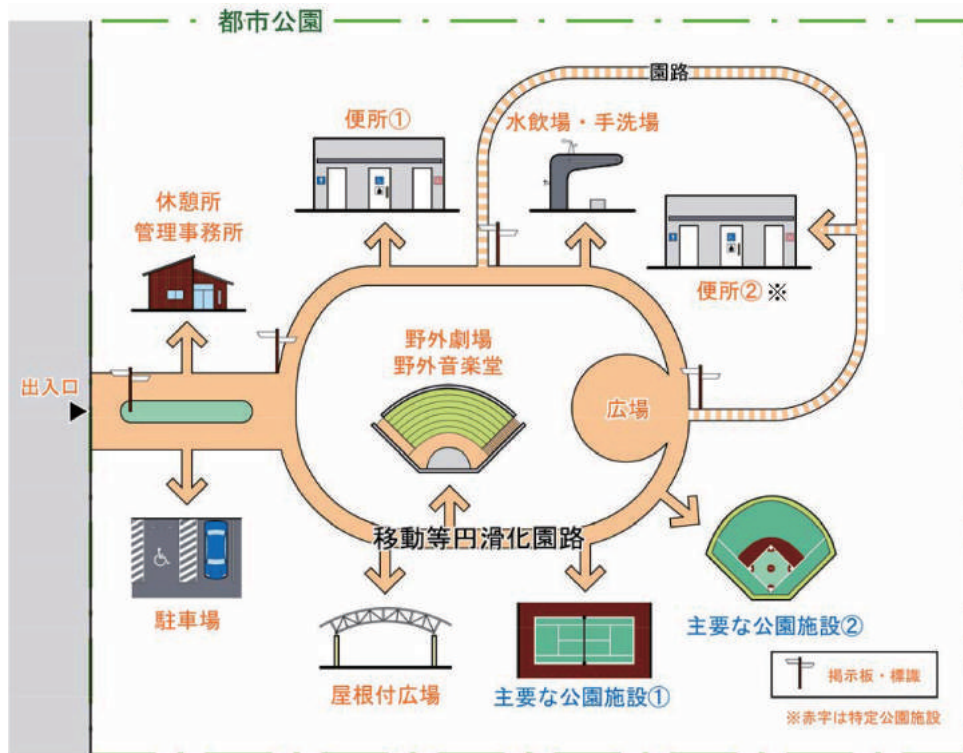 都市公園
園路
便所①
水飲場・手洗場
休憩所
管理事務所
便所②※
野外劇場
野外音楽堂
出入口
広場
移動等円滑化園路
駐車場
屋根付広場
主要な公園施設①
主要な公園施設②
掲示板・標識
※赤字は特定公園施設